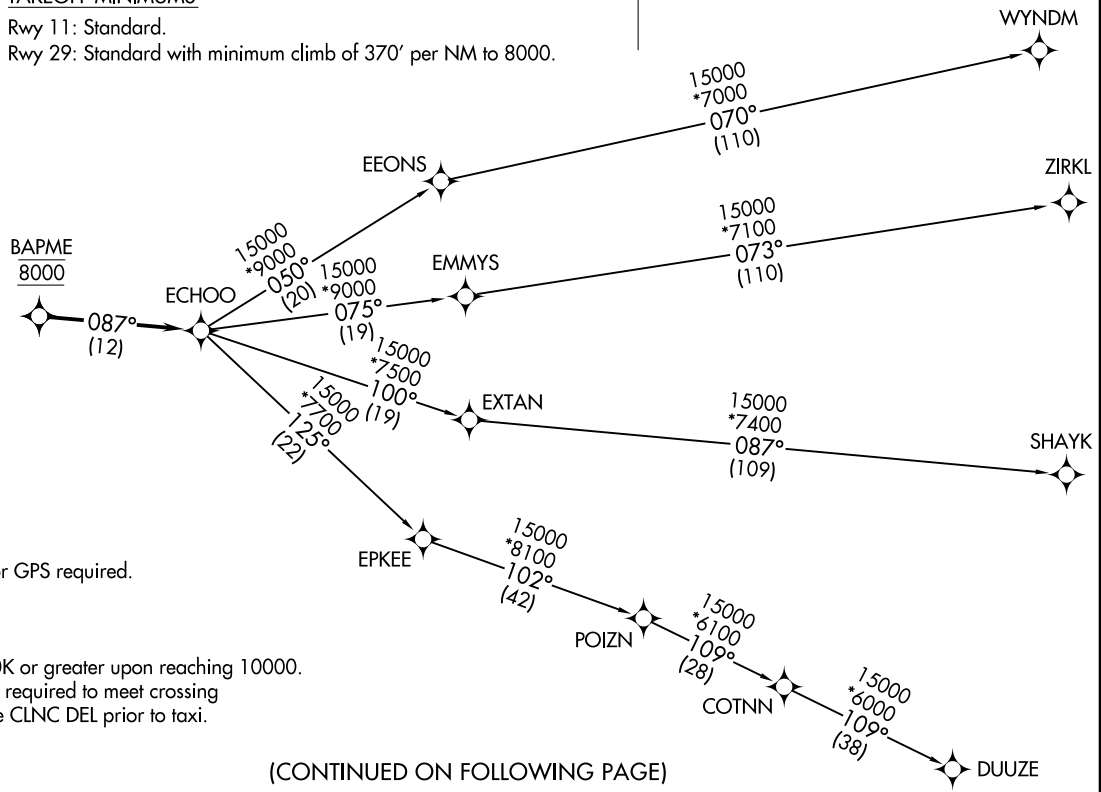 TAKEOFF MINIMUMS
Rwy 11: Standard.
Rwy 29: Standard with minimum climb of 370' per NM to 8000.
WYNDM
15000
*7000
070°
(110)
EEONS
ZIRKL
15000
*7100
073°
(110)
BAPME
8000
15000
*9000
050°
(20)
15000
*9000
075°
(19)
EMMYS
ECHOO
087°
(12)
15000
*7500
100°
(19)
EXTAN
15000
*7400
087°
(109)
SHAYK
15000
*7700
125°
(22)
EPKEE
15000
*8100
102°
(42)
POIZN
15000
*6100
109°
(28)
COTNN
15000
*6000
109°
(38)
DUUZE
GPS required.
or greater upon reaching 10000.
required to meet crossing
CLNC DEL prior to taxi.
(CONTINUED ON FOLLOWING PAGE)